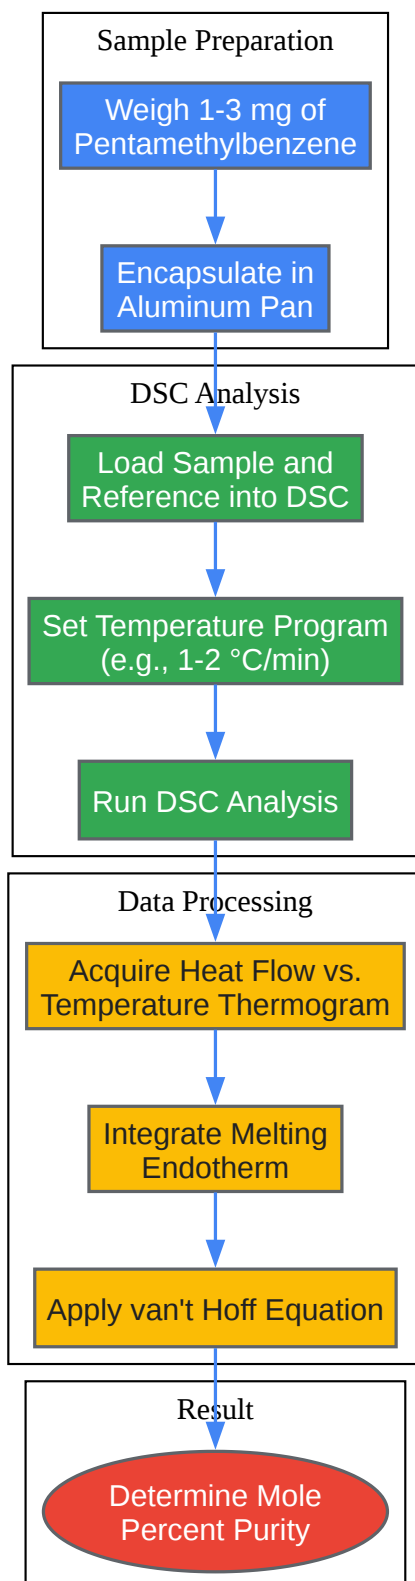 Sample Preparation
Weigh 1-3 mg of
Pentamethylbenzene
Encapsulate in
Aluminum Pan
DSC Analysis
Load Sample and
Reference into DSC
Set Temperature Program
(e.g., 1-2 °C/min)
Run DSC Analysis
Data Processing
Acquire Heat Flow vs.
Temperature Thermogram
Integrate Melting
Endotherm
Apply van't Hoff Equation
Result
Determine Mole
Percent Purity